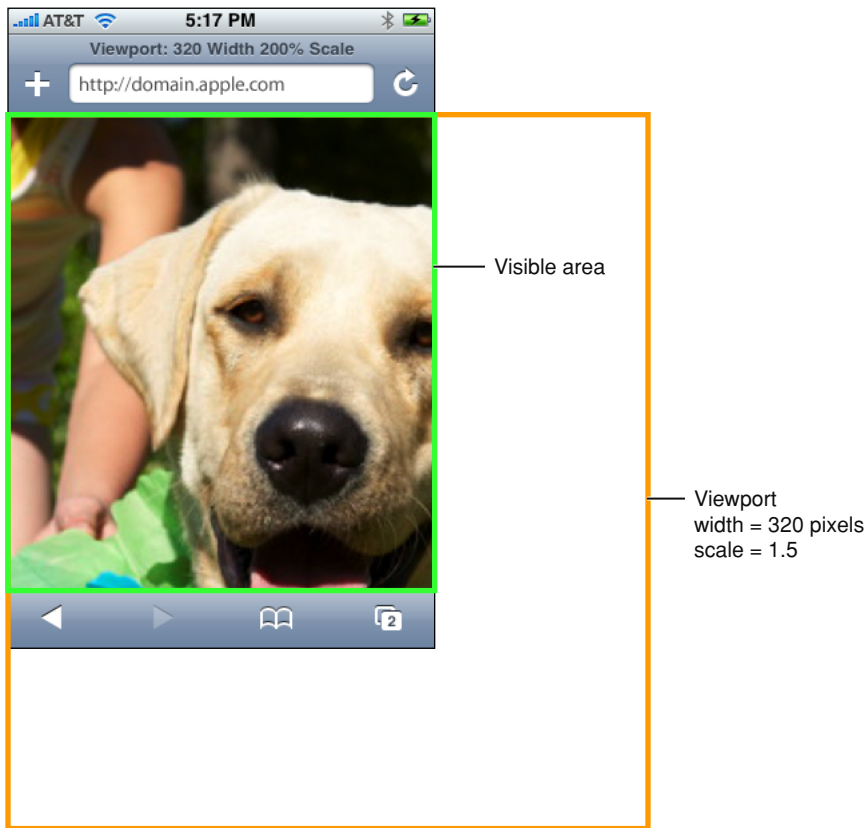 AT&T 5:17 PM
Viewport: 320 Width 200% Scale
http://domain.apple.com
Visible area
Viewport
width = 320 pixels
scale = 1.5
2